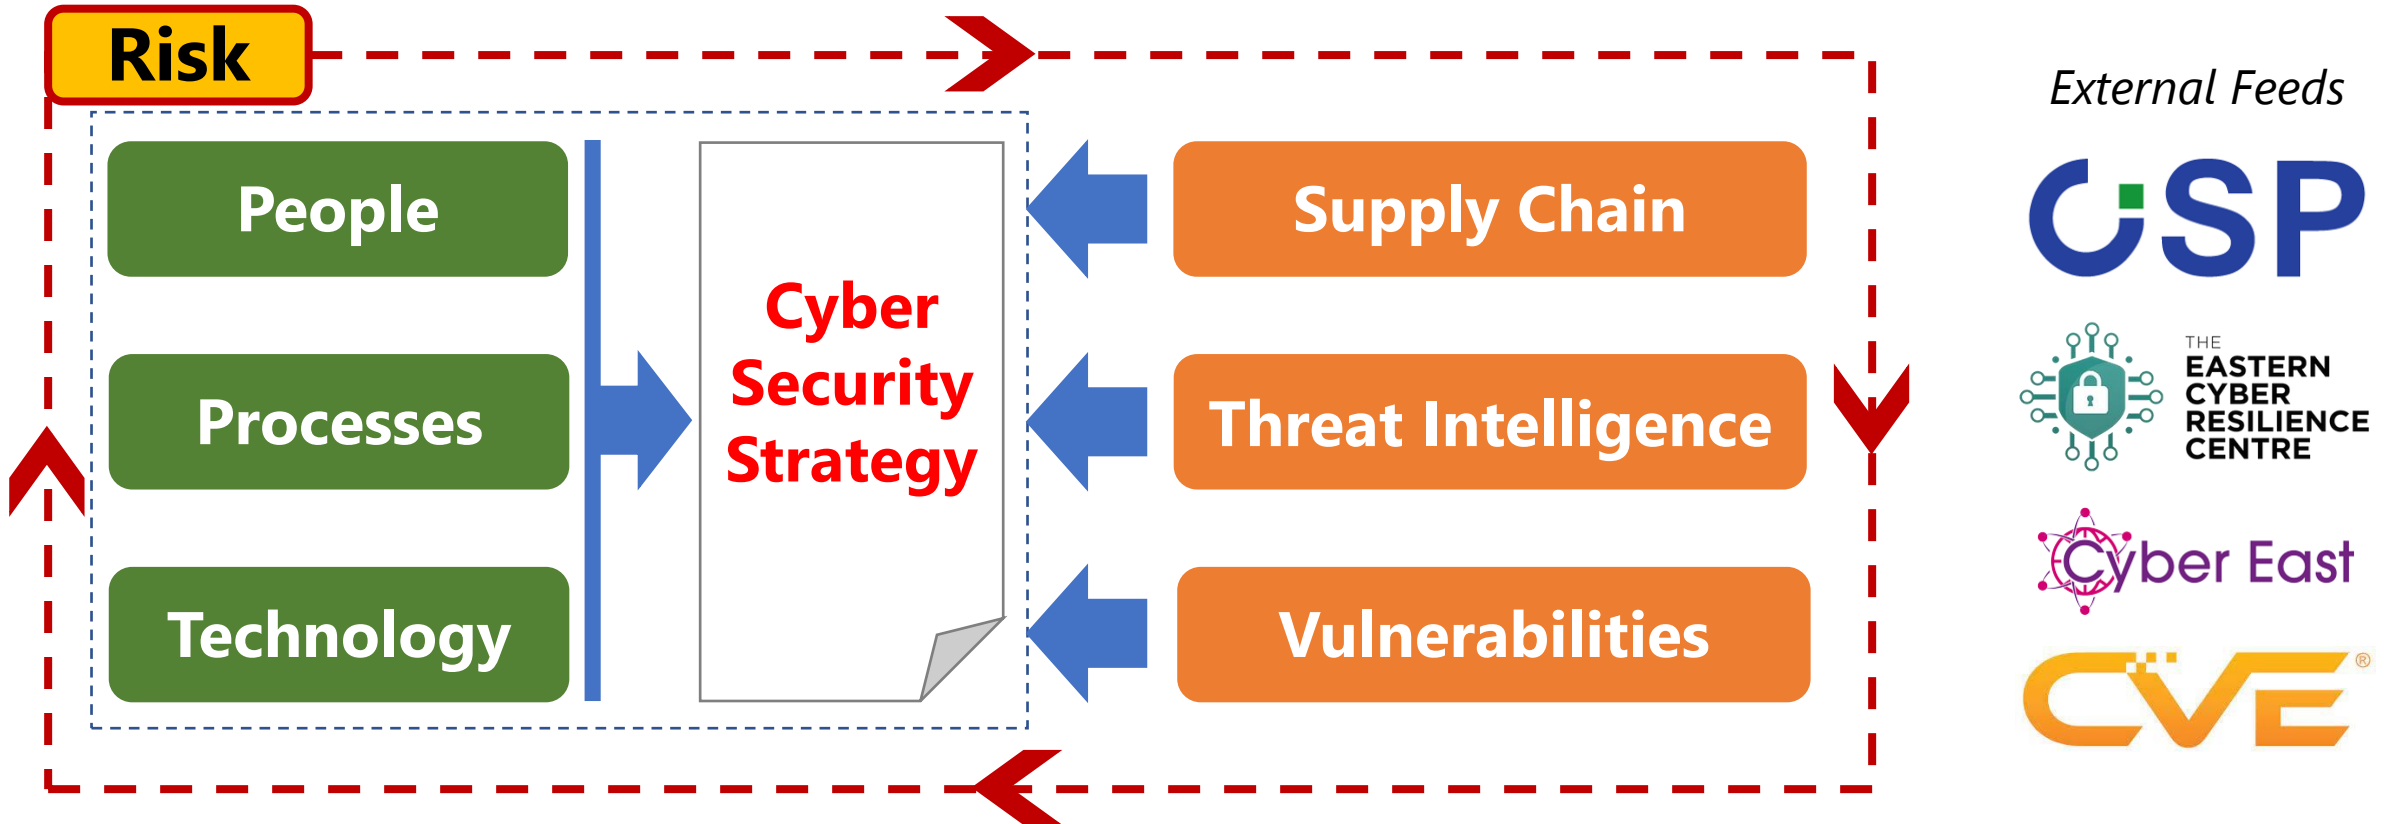 Risk
External Feeds
People
Supply Chain
CiSP
Cyber
Security
Strategy
Processes
Threat Intelligence
THE
EASTERN
CYBER
RESILIENCE
CENTRE
Technology
Vulnerabilities
Cyber East
CVE®